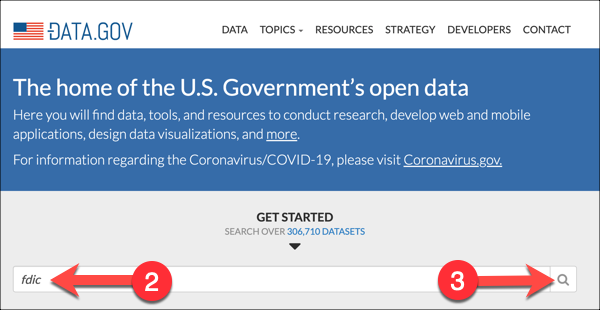 DATA.GOV
DATA TOPICS RESOURCES STRATEGY DEVELOPERS CONTACT
The home of the U.S. Government's open data
Here you will find data, tools, and resources to conduct research, develop web and mobile
applications, design data visualizations, and more.
For information regarding the Coronavirus/COVID-19, please visit Coronavirus.gov.
GET STARTED
SEARCH OVER 306,710 DATASETS
fdic 2 3